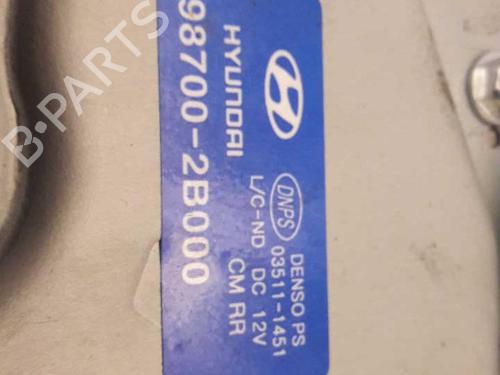 HYUNDAI
98700-2B000
DENSO PS
DNPS 03511-1451
L/C-ND DC 12V
CM RR
B-PARTS